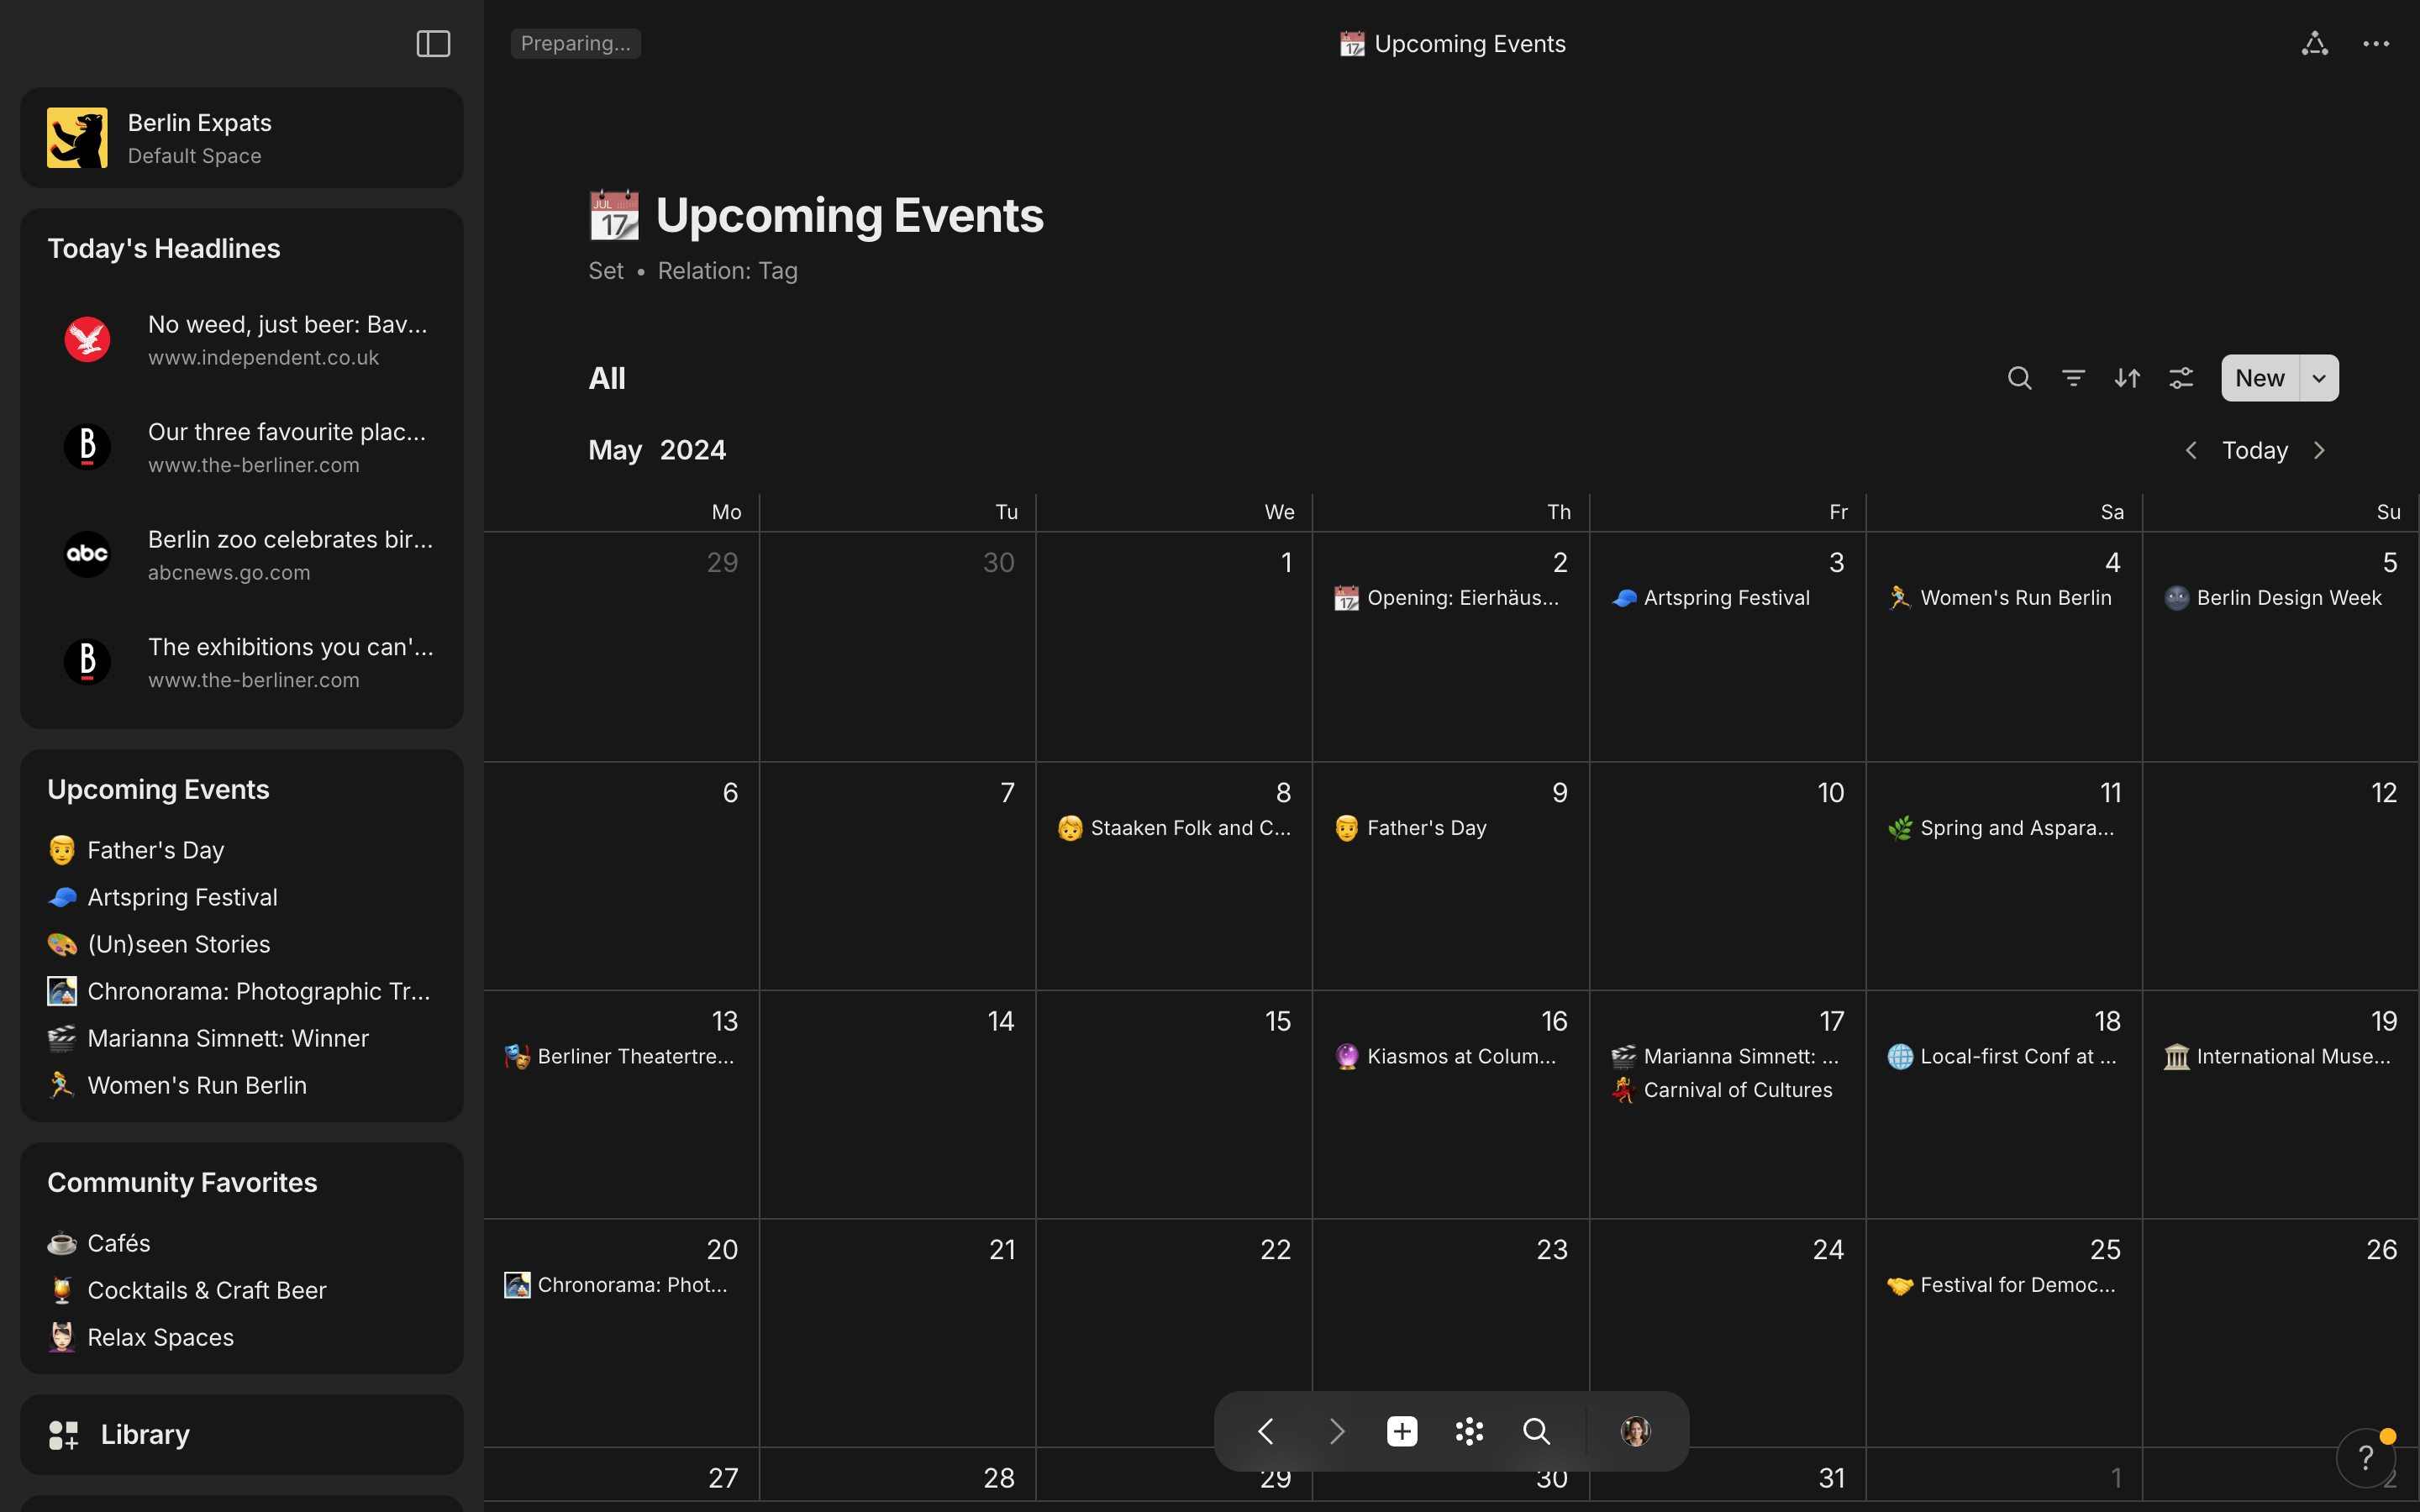 Preparing...
Upcoming Events
Berlin Expats
Default Space
Today's Headlines
No weed, just beer: Bav...
www.independent.co.uk
B
Our three favourite plac...
www.the-berliner.com
abc
Berlin zoo celebrates bir...
abcnews.go.com
B
The exhibitions you can'...
www.the-berliner.com
Upcoming Events
Father's Day
Artspring Festival
(Un)seen Stories
Chronorama: Photographic Tr...
Marianna Simnett: Winner
Women's Run Berlin
Community Favorites
Cafés
Cocktails & Craft Beer
Relax Spaces
Library
JUL
17
Upcoming Events
Set • Relation: Tag
All
New
May 2024
Today
Mo Tu We Th Fr Sa Su
29 30 1 2 3 4 5
Opening: Eierhäus... Artspring Festival Women's Run Berlin Berlin Design Week
6 7 8 9 10 11 12
Staaken Folk and C... Father's Day Spring and Aspara...
13 14 15 16 17 18 19
Berliner Theatertre... Kiasmos at Colum... Marianna Simnett: ... Local-first Conf at ... International Muse...
Carnival of Cultures
20 21 22 23 24 25 26
Chronorama: Phot... Festival for Democ...
27 28 29 30 31 1 2
?